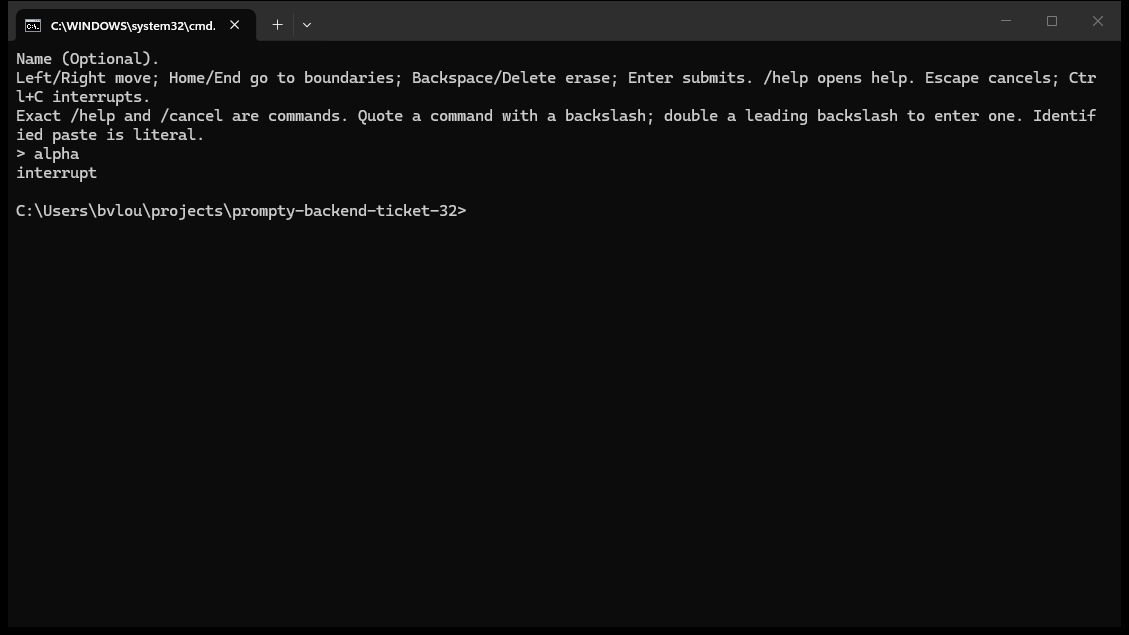 C:\WINDOWS\system32\cmd.
Name (Optional).
Left/Right move; Home/End go to boundaries; Backspace/Delete erase; Enter submits. /help opens help. Escape cancels; Ctr
l+C interrupts.
Exact /help and /cancel are commands. Quote a command with a backslash; double a leading backslash to enter one. Identif
ied paste is literal.
> alpha
interrupt
C:\Users\bvlou\projects\prompty-backend-ticket-32>